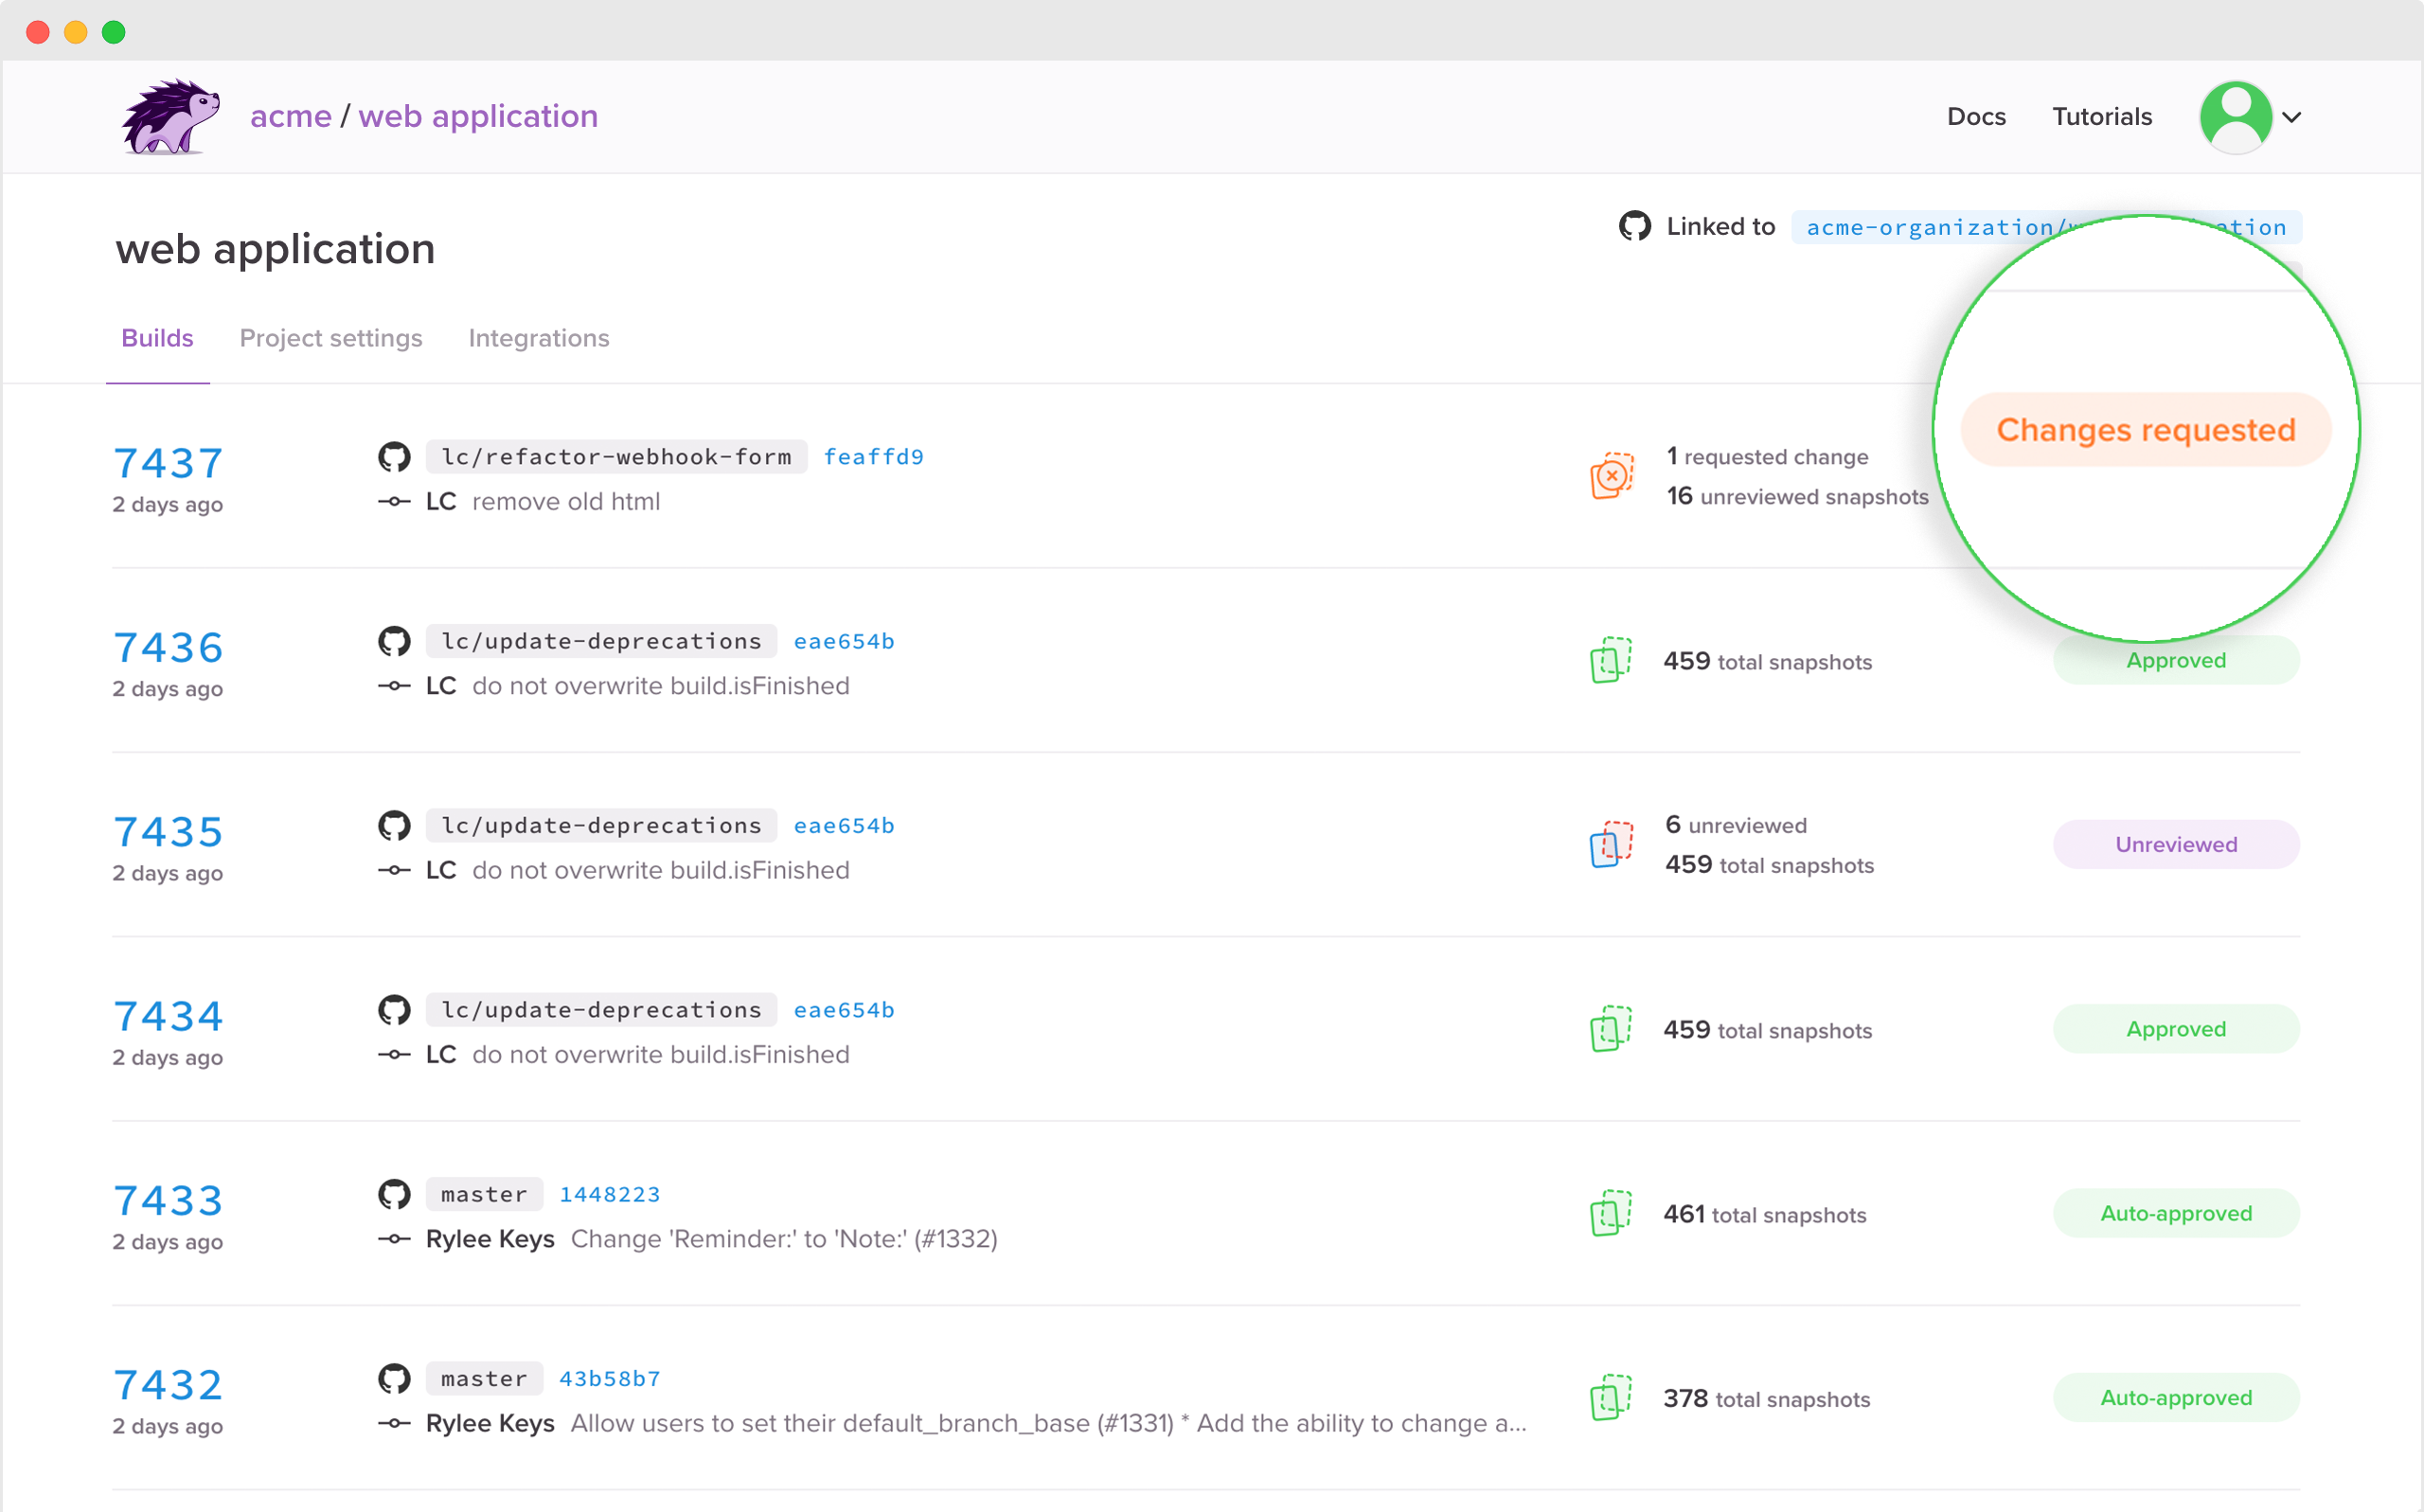 acme / web application
Docs
Tutorials
web application
Linked to
Builds
Project settings
Integrations
7437
2 days ago
lc/refactor-webhook-form
feaffd9
LC remove old html
1 requested change
16 unreviewed snapshots
Changes requested
7436
2 days ago
lc/update-deprecations
eae654b
LC do not overwrite build.isFinished
459 total snapshots
Approved
7435
2 days ago
lc/update-deprecations
eae654b
LC do not overwrite build.isFinished
6 unreviewed
459 total snapshots
Unreviewed
7434
2 days ago
lc/update-deprecations
eae654b
LC do not overwrite build.isFinished
459 total snapshots
Approved
7433
2 days ago
master
1448223
Rylee Keys Change 'Reminder:' to 'Note:' (#1332)
461 total snapshots
Auto-approved
7432
2 days ago
master
43b58b7
Rylee Keys Allow users to set their default_branch_base (#1331) * Add the ability to change a...
378 total snapshots
Auto-approved